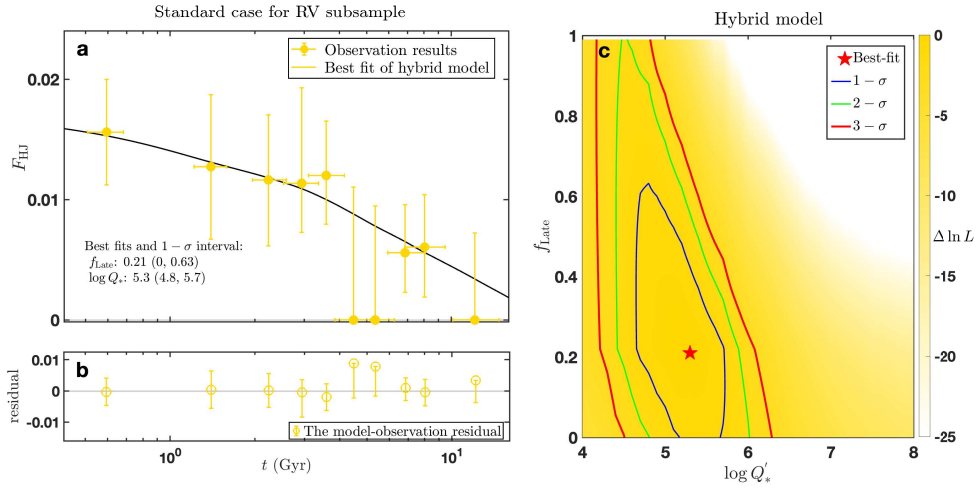 Standard case for RV subsample
a
Observation results
Best fit of hybrid model
0.02
0.01
0
F_HJ
Best fits and 1 − σ interval:
f_Late: 0.21 (0, 0.63)
log Q_*: 5.3 (4.8, 5.7)
b
0.01
0
-0.01
residual
The model-observation residual
10^0
10^1
t (Gyr)
Hybrid model
c
Best-fit
1 − σ
2 − σ
3 − σ
1
0.8
0.6
0.4
0.2
0
f_Late
4
5
6
7
8
log Q'_*
0
-5
-10
-15
-20
-25
Δ ln L